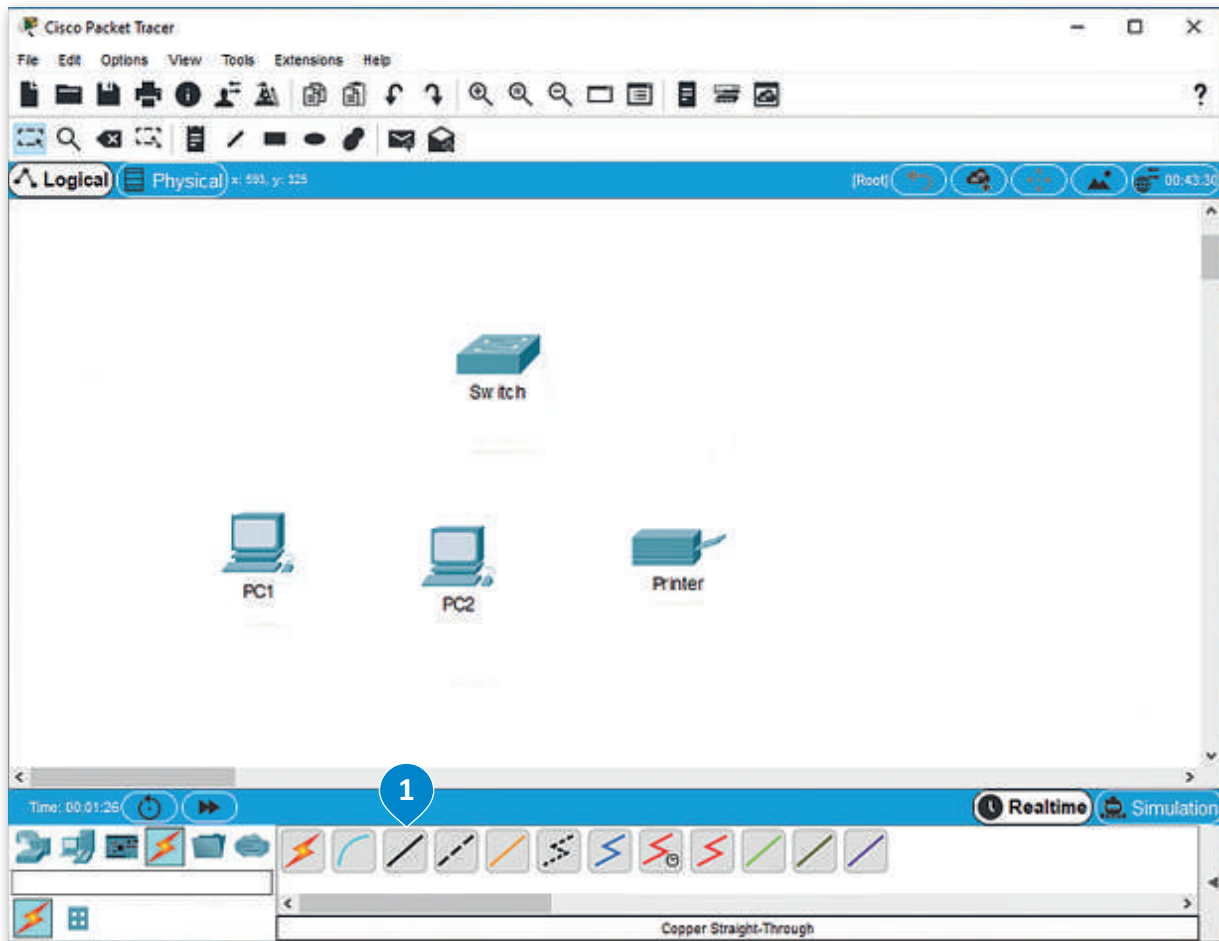 Cisco Packet Tracer
File Edit Options View Tools Extensions Help
?
Logical Physical x: 593, y: 325 [Root] 00:43:30
Switch
PC1
PC2
Printer
1
Time: 00:01:26 Realtime Simulation
Copper Straight-Through